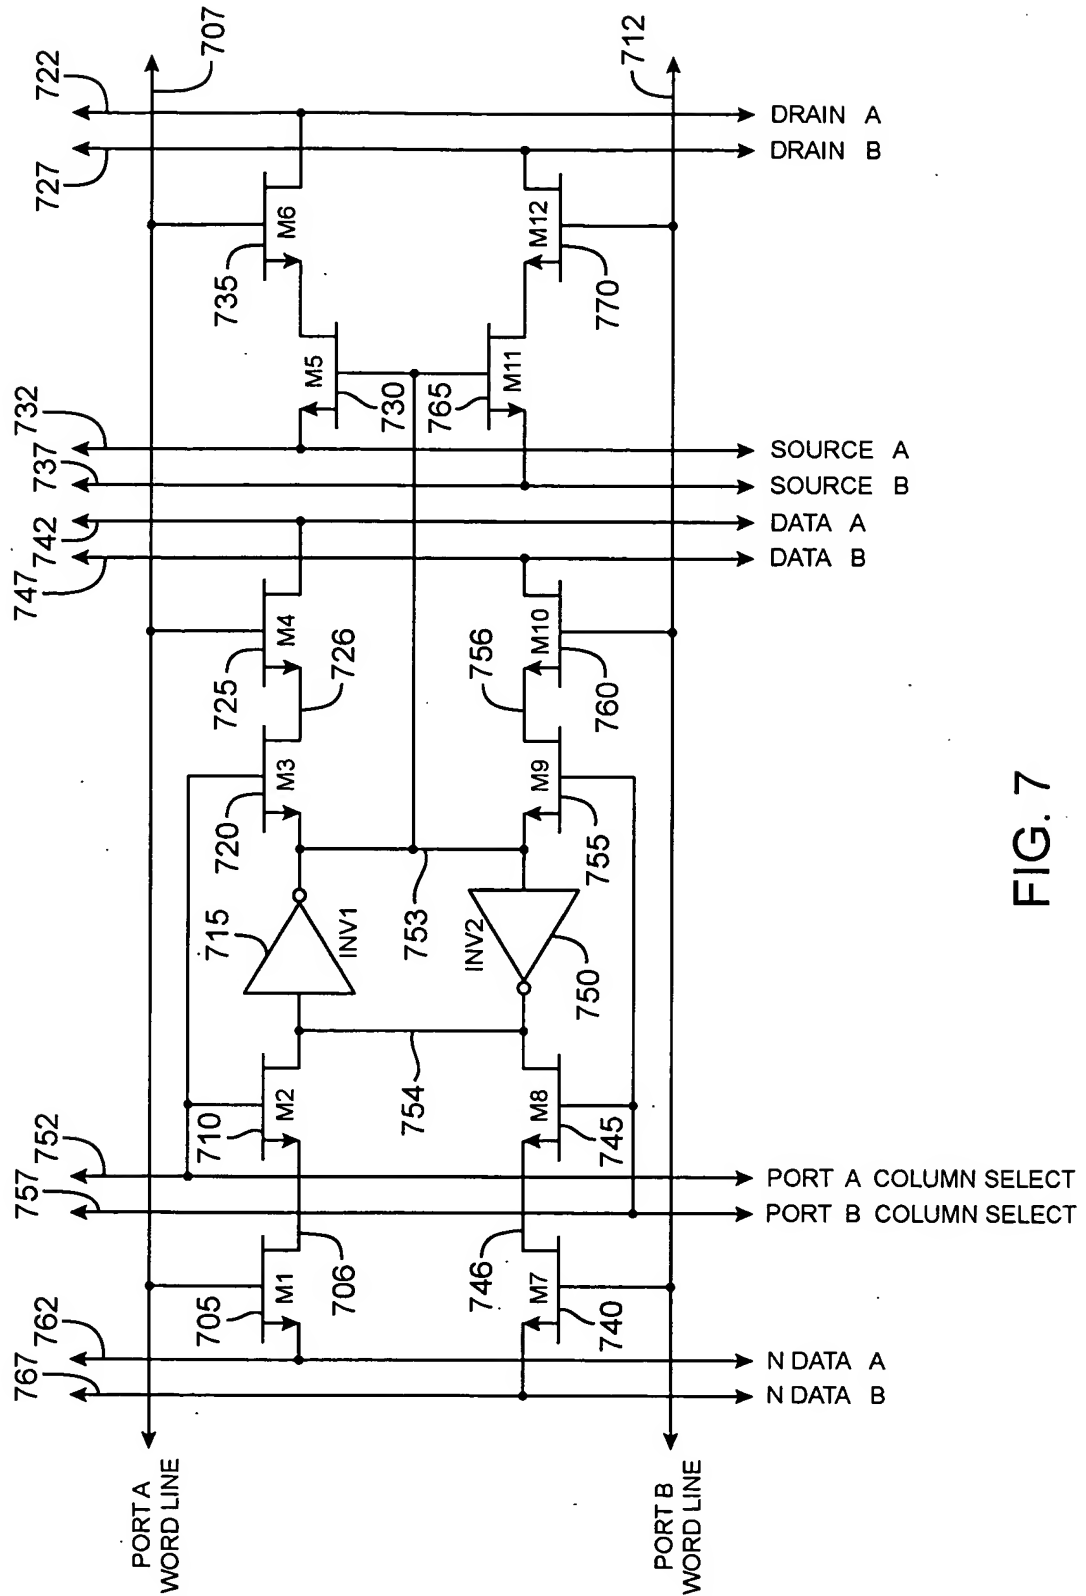 722
727
707
712
DRAIN A
DRAIN B
M6
735
M12
770
M5
730
M11
765
732
737
742
747
SOURCE A
SOURCE B
DATA A
DATA B
M4
725
726
M10
756
760
M3
720
M9
755
715
INV1
753
INV2
750
754
M2
710
M8
745
752
757
PORT A COLUMN SELECT
PORT B COLUMN SELECT
M1
705
706
746
M7
740
762
767
N DATA A
N DATA B
PORT A
WORD LINE
PORT B
WORD LINE
FIG. 7